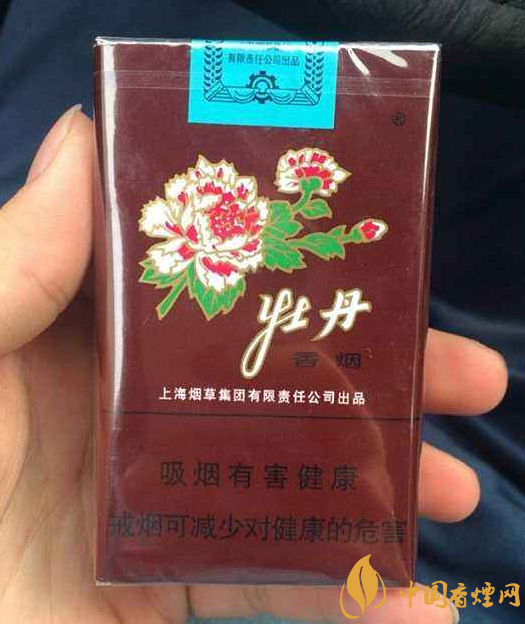 有限责任公司出品
®
牡丹
香烟
上海烟草集团有限责任公司出品
吸烟有害健康
戒烟可减少对健康的危害
中国香煙网